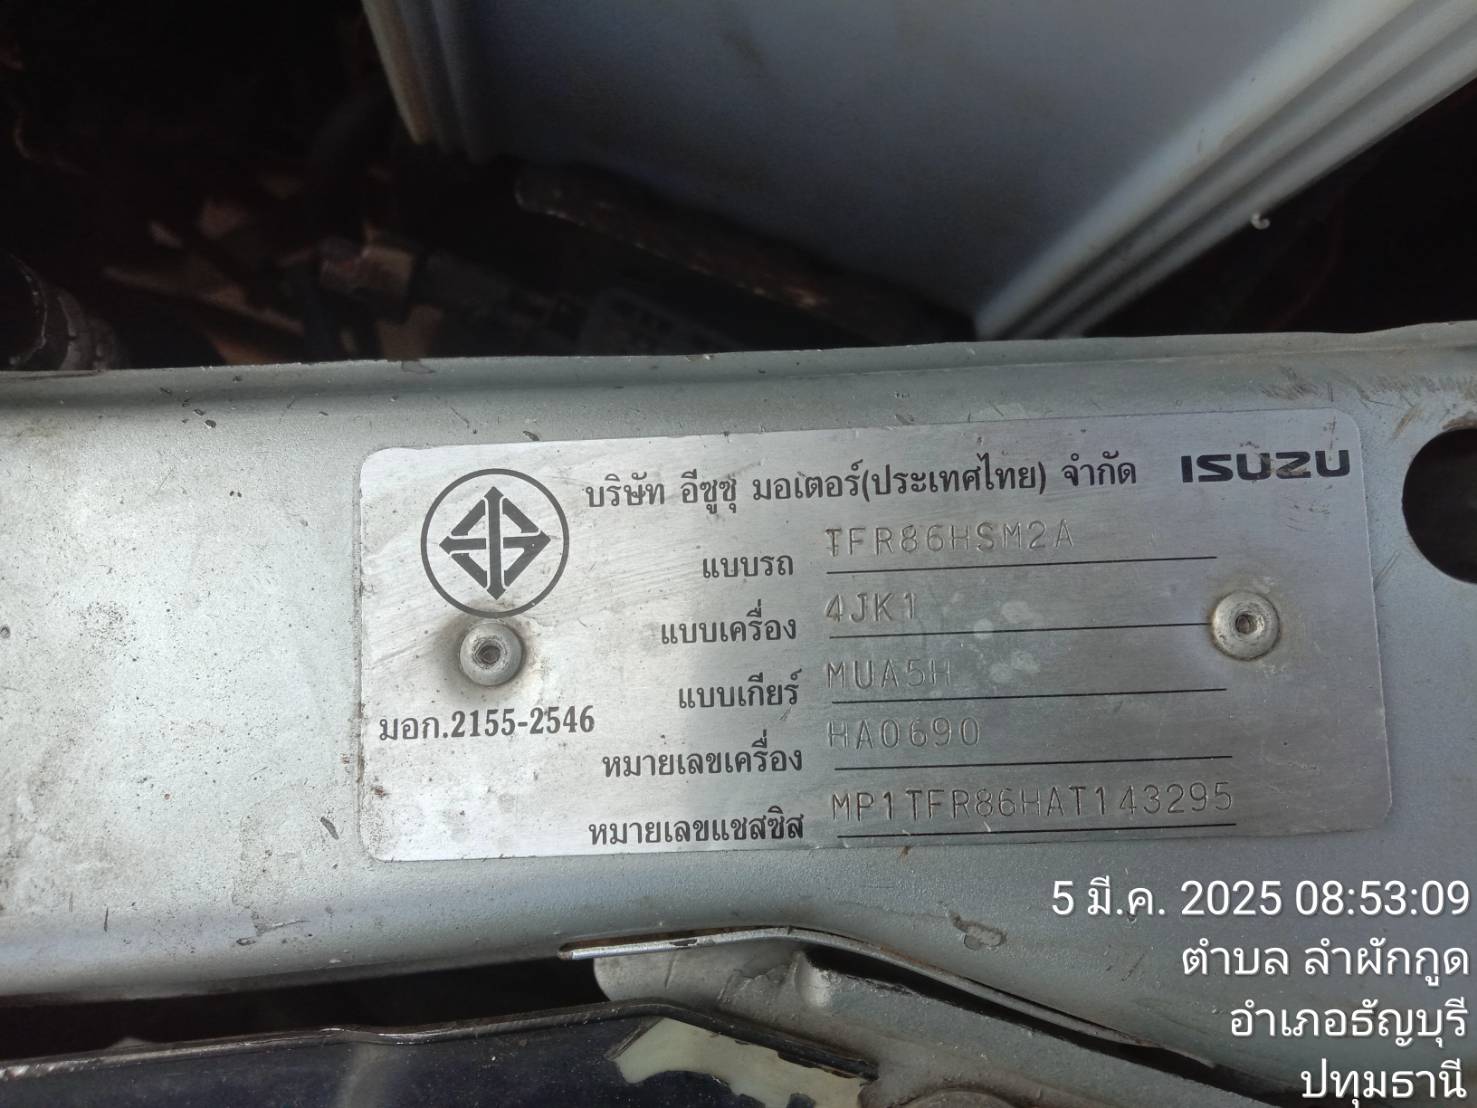 บริษัท อีซูซุ มอเตอร์(ประเทศไทย) จำกัด ISUZU
แบบรถ TFR86HSM2A
แบบเครื่อง 4JK1
แบบเกียร์ MUA5H
มอก.2155-2546
หมายเลขเครื่อง HA0690
หมายเลขแชสซิส MP1TFR86HAT143295
5 มี.ค. 2025 08:53:09
ตำบล ลำผักกูด
อำเภอธัญบุรี
ปทุมธานี